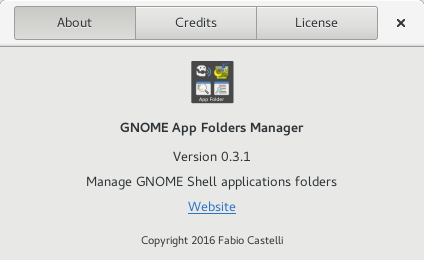 About Credits License
App Folder
GNOME App Folders Manager
Version 0.3.1
Manage GNOME Shell applications folders
Website
Copyright 2016 Fabio Castelli